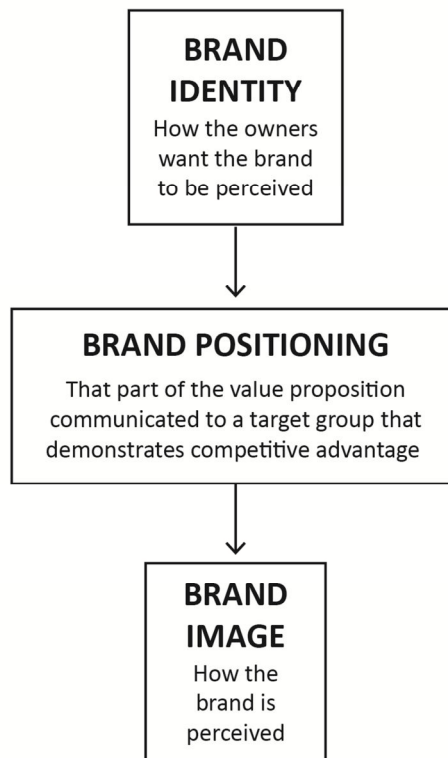 BRAND
IDENTITY
How the owners
want the brand
to be perceived
BRAND POSITIONING
That part of the value proposition
communicated to a target group that
demonstrates competitive advantage
BRAND
IMAGE
How the
brand is
perceived